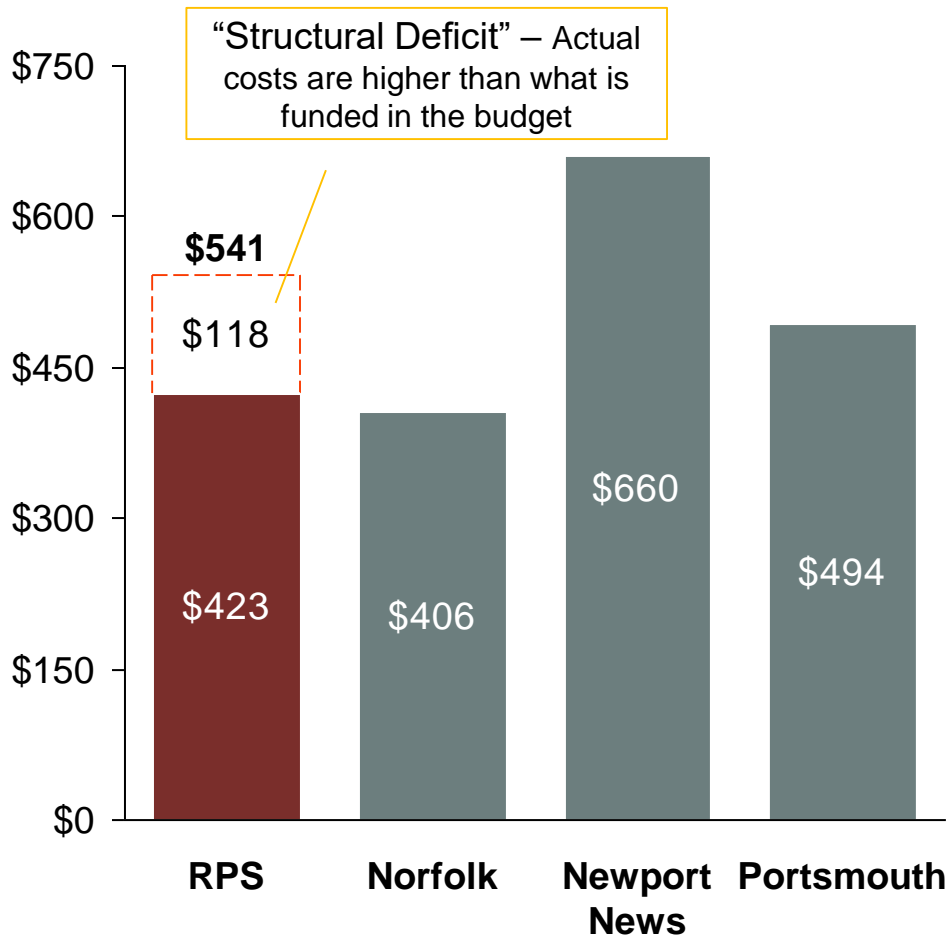 “Structural Deficit” – Actual
costs are higher than what is
funded in the budget
$750
$600
$450
$300
$150
$0
$541
$118
$423
$406
$660
$494
RPS
Norfolk
Newport
News
Portsmouth